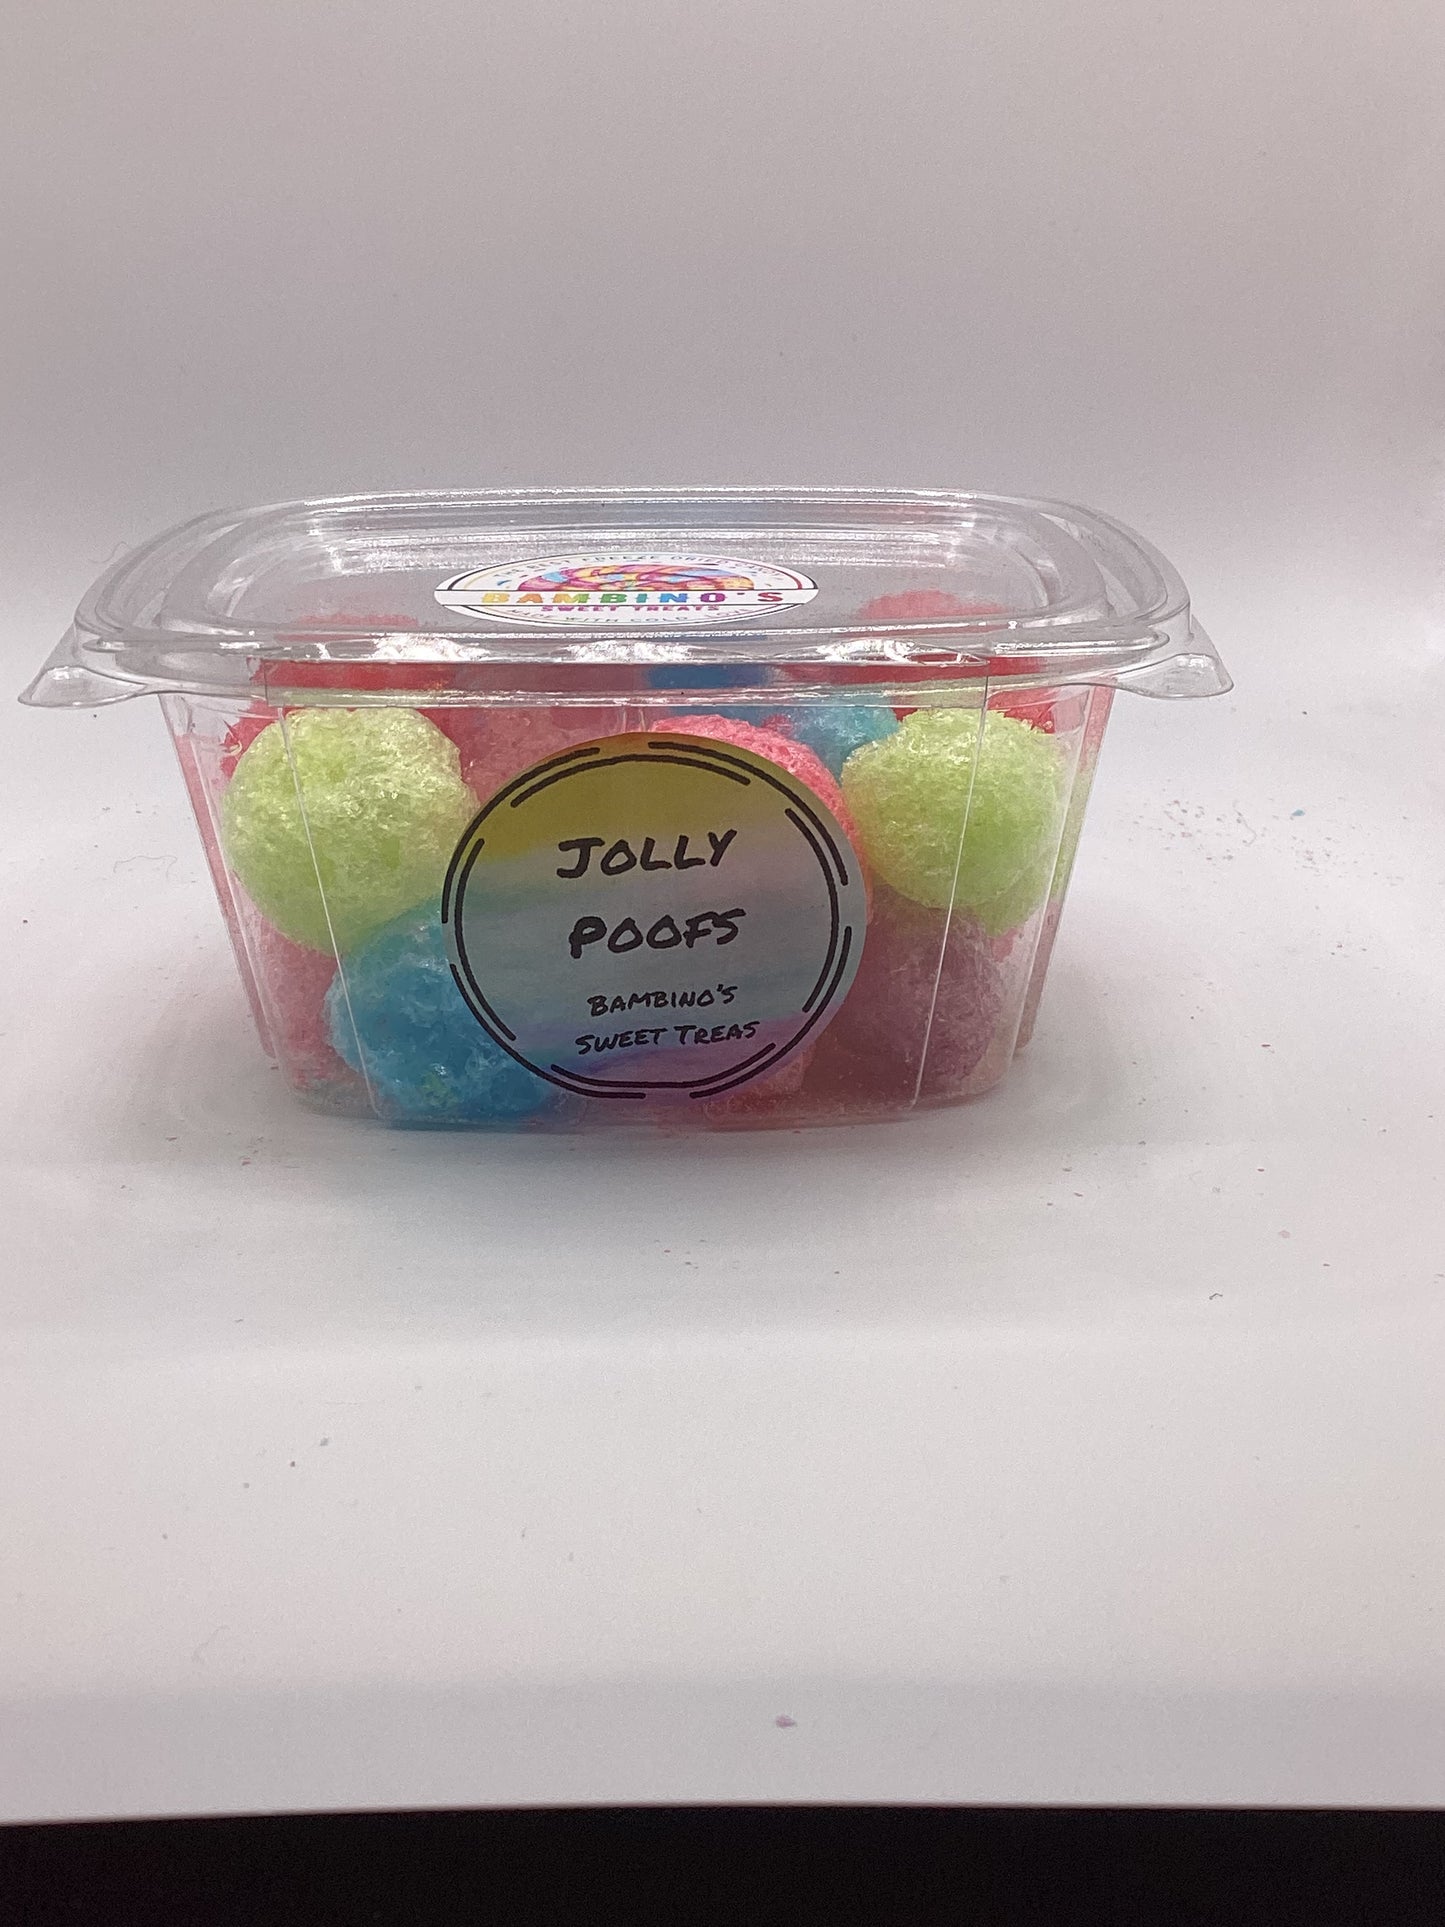 BAMBINO'S
SWEET TREATS
JOLLY
POOFS
BAMBINO'S
SWEET TREAS